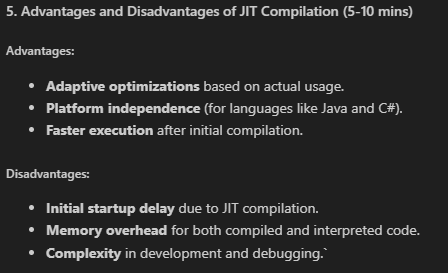 5. Advantages and Disadvantages of JIT Compilation (5-10 mins)
Advantages:
• Adaptive optimizations based on actual usage.
• Platform independence (for languages like Java and C#).
• Faster execution after initial compilation.
Disadvantages:
• Initial startup delay due to JIT compilation.
• Memory overhead for both compiled and interpreted code.
• Complexity in development and debugging.`